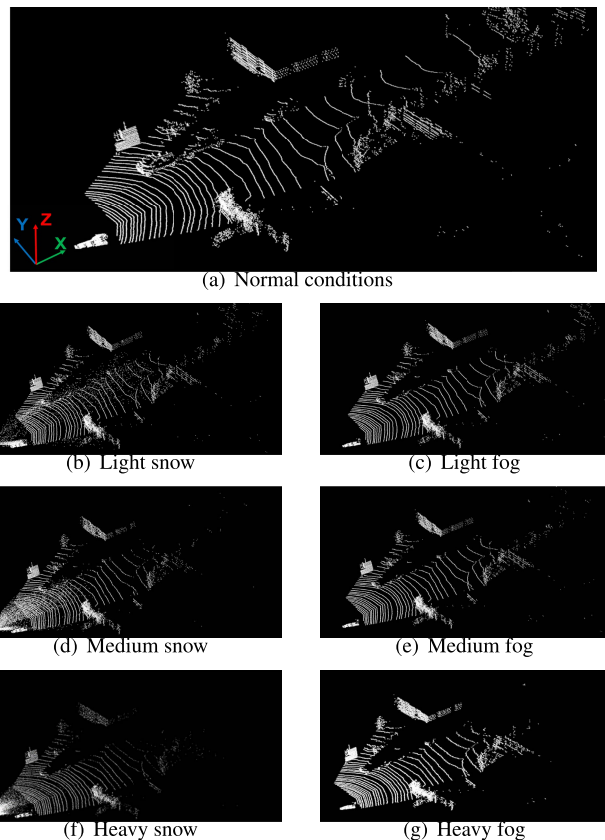 Y Z X
(a) Normal conditions
(b) Light snow
(c) Light fog
(d) Medium snow
(e) Medium fog
(f) Heavy snow
(g) Heavy fog